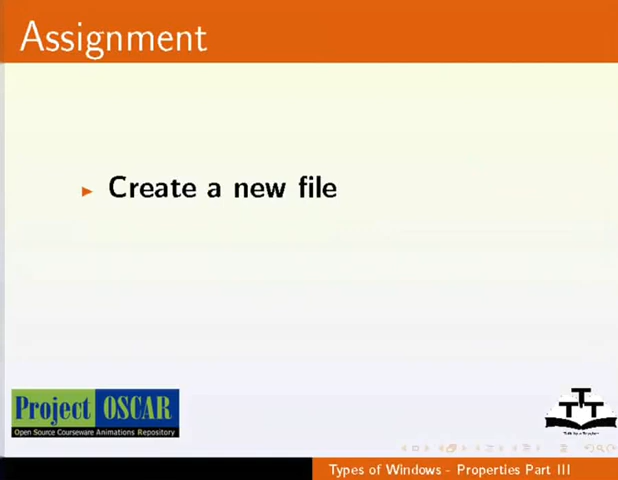 Assignment
Create a new file
Project OSCAR
Open Source Courseware Animations Repository
Types of Windows - Properties Part III